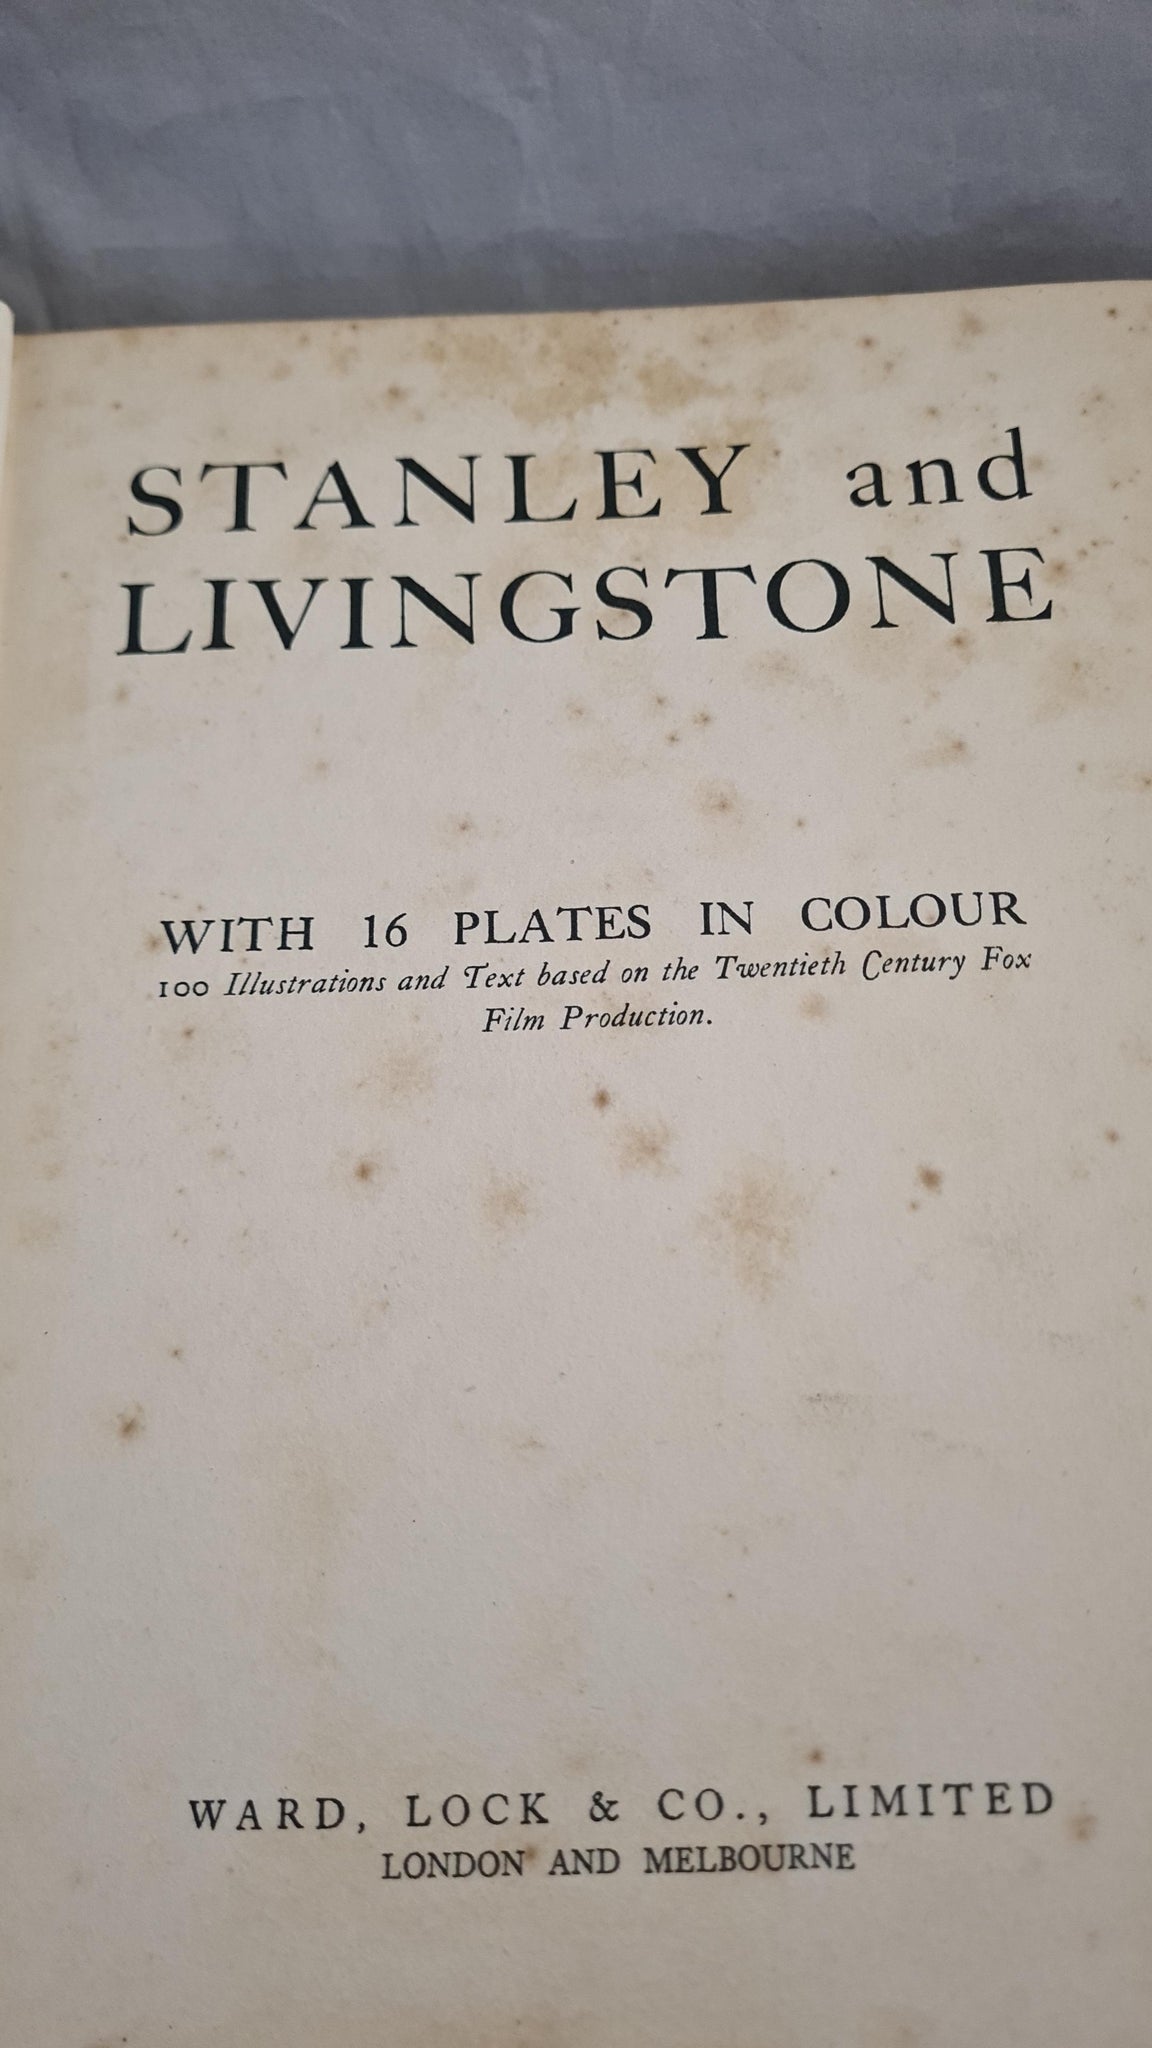 STANLEY and
LIVINGSTONE
WITH 16 PLATES IN COLOUR
100 Illustrations and Text based on the Twentieth Century Fox
Film Production.
WARD, LOCK & CO., LIMITED
LONDON AND MELBOURNE